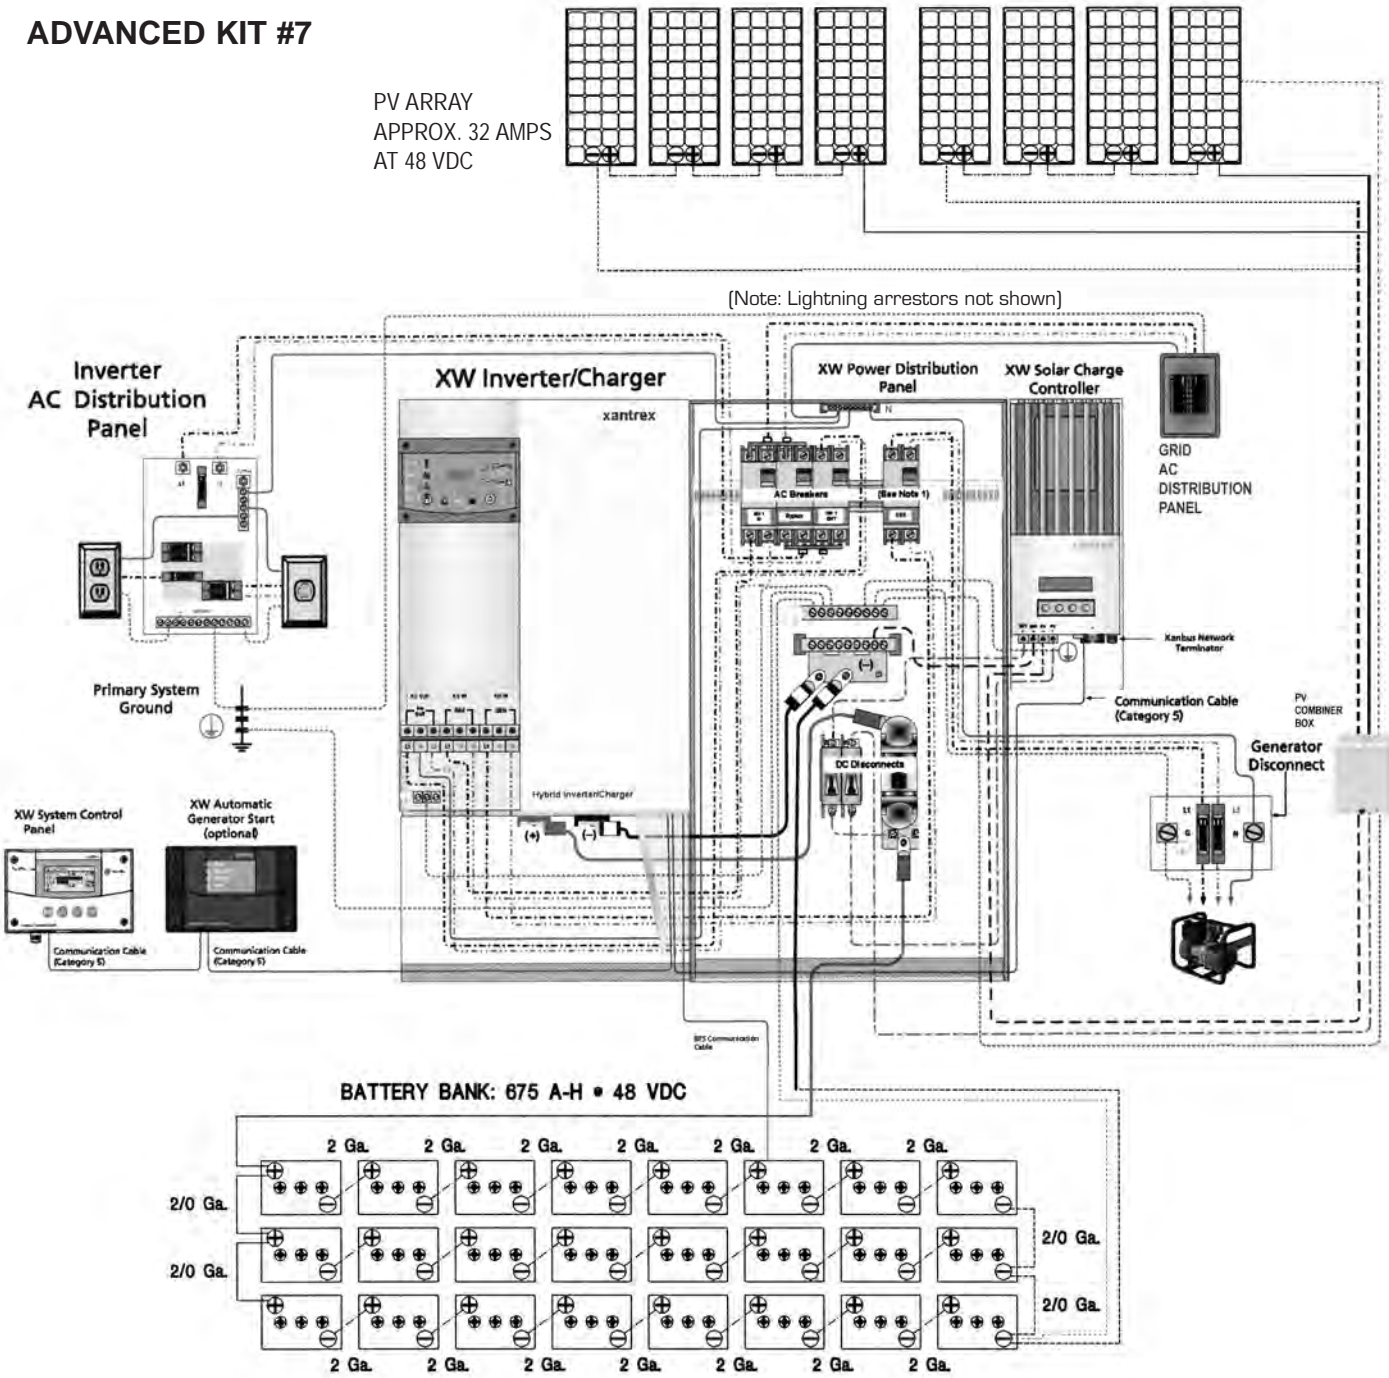 ADVANCED KIT #7
PV ARRAY
APPROX. 32 AMPS
AT 48 VDC
(Note: Lightning arrestors not shown)
Inverter
AC Distribution
Panel
XW Inverter/Charger
xantrex
XW Power Distribution
Panel
N
XW Solar Charge
Controller
GRID
AC
DISTRIBUTION
PANEL
AC Breakers
(See Note 1)
Xanbus Network
Terminator
(−)
Primary System
Ground
Communication Cable
(Category 5)
PV
COMBINER
BOX
Generator
Disconnect
DC Disconnects
Hybrid Inverter/Charger
(+)
(−)
XW System Control
Panel
XW Automatic
Generator Start
(optional)
Communication Cable
(Category 5)
Communication Cable
(Category 5)
BTS Communication
Cable
BATTERY BANK: 675 A-H @ 48 VDC
2 Ga.
2 Ga.
2 Ga.
2 Ga.
2 Ga.
2 Ga.
2 Ga.
2/0 Ga.
2/0 Ga.
2/0 Ga.
2/0 Ga.
2 Ga.
2 Ga.
2 Ga.
2 Ga.
2 Ga.
2 Ga.
2 Ga.